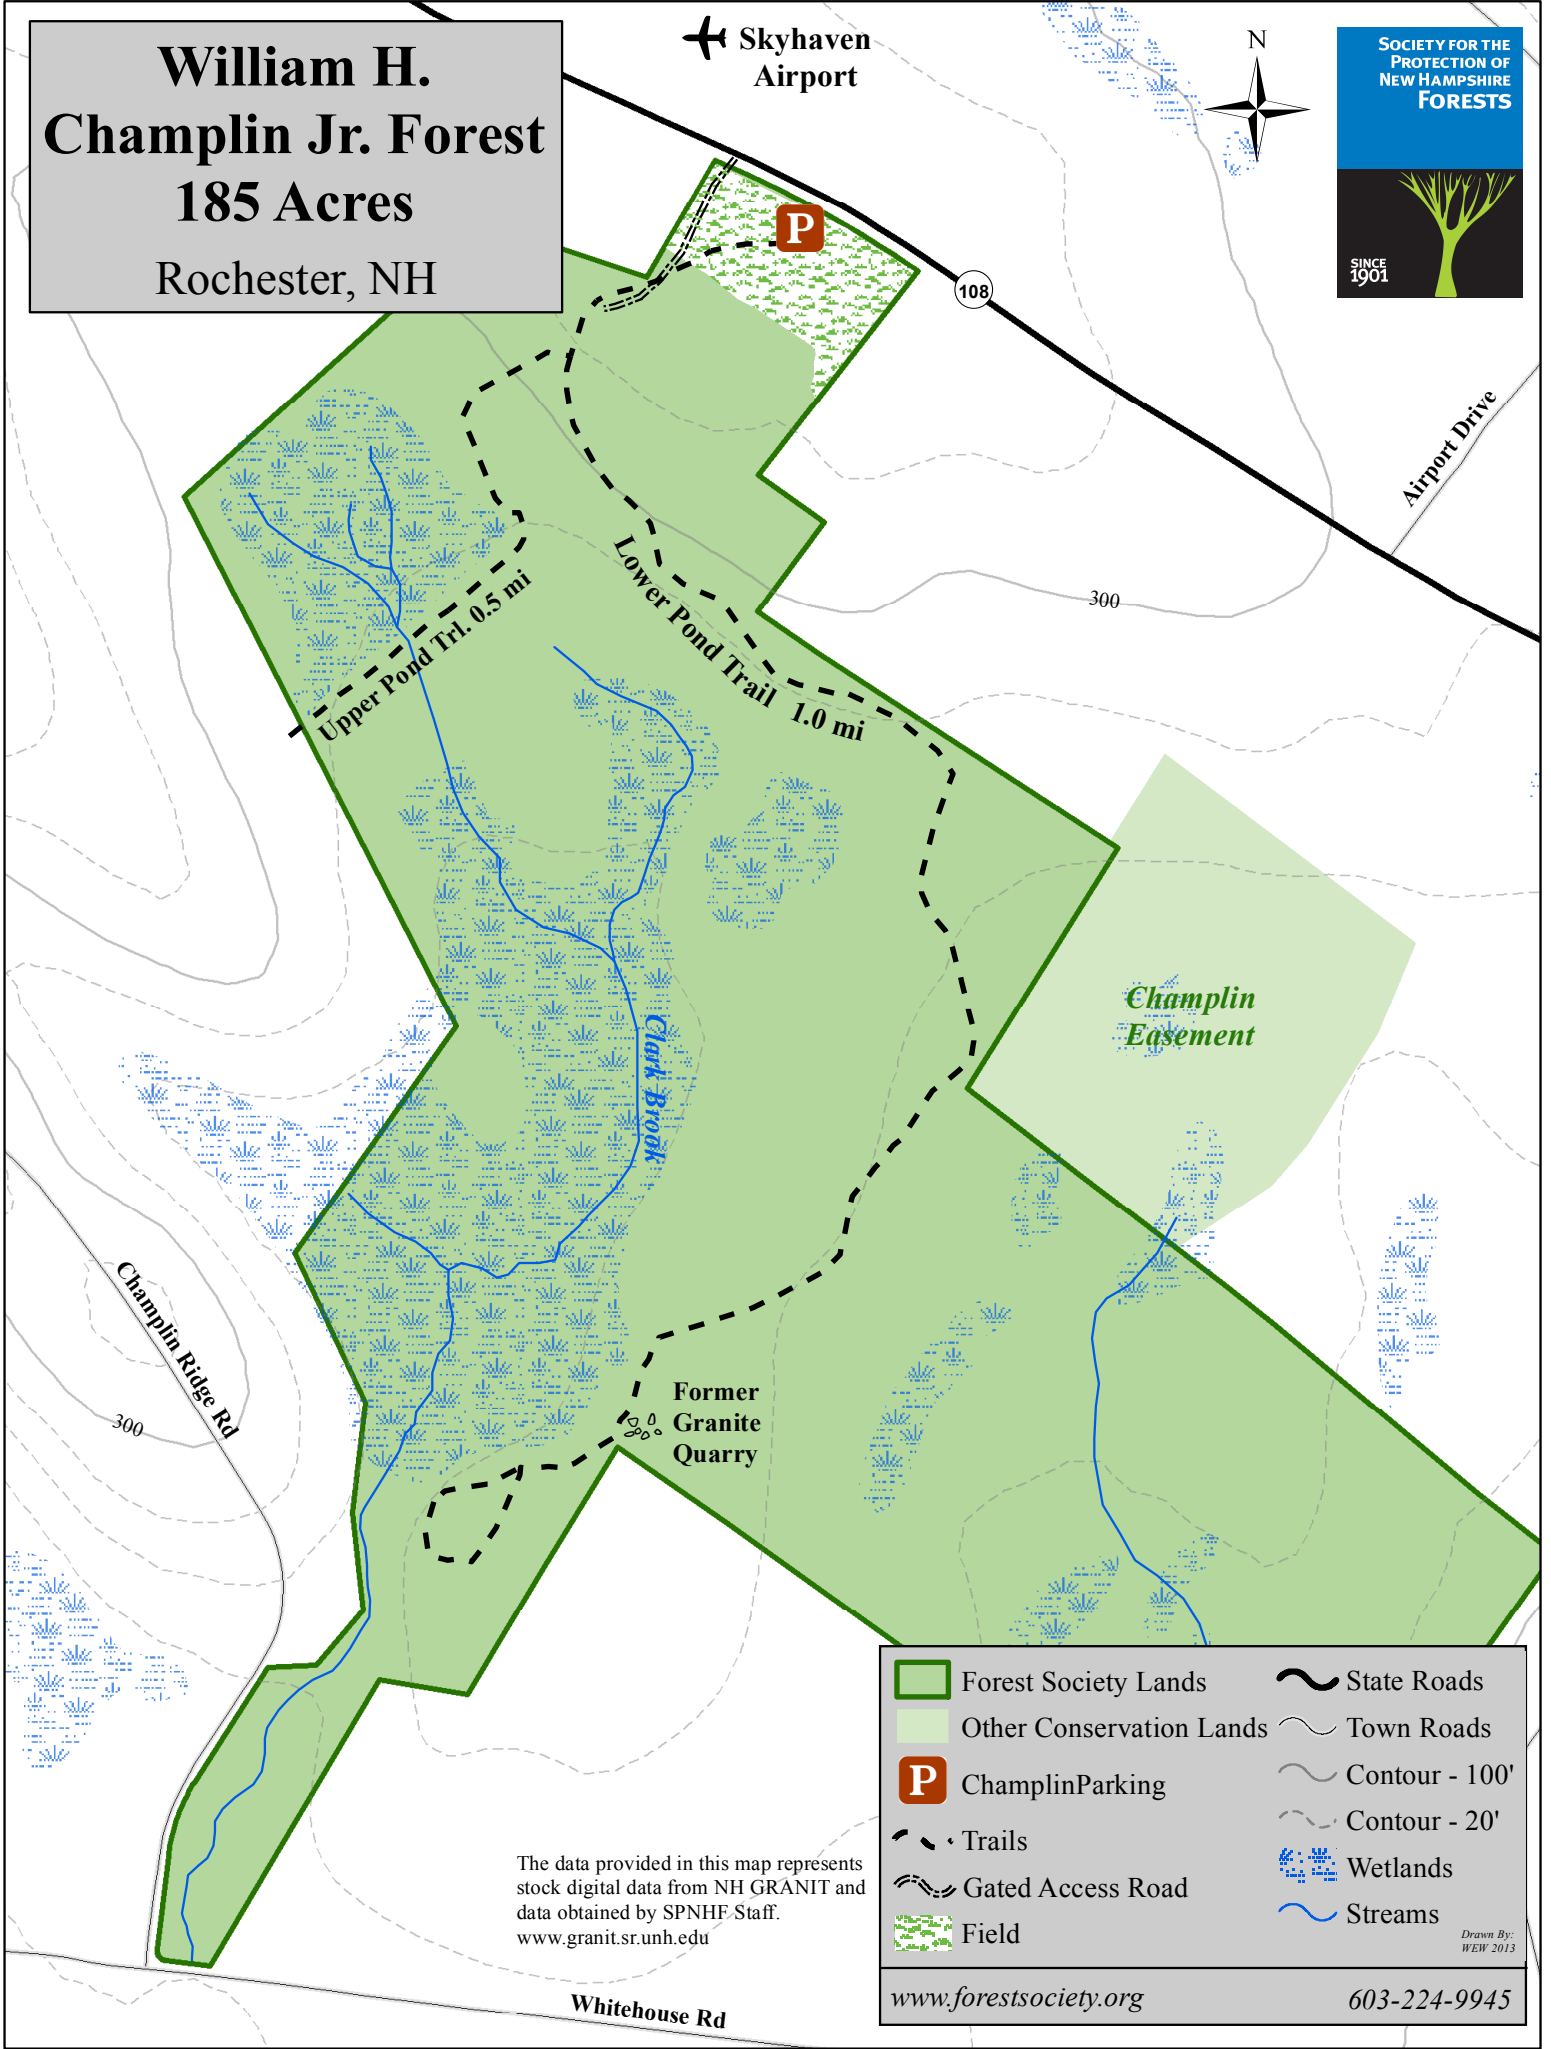 William H.
Champlin Jr. Forest
185 Acres
Rochester, NH
Skyhaven
Airport
N
SOCIETY FOR THE
PROTECTION OF
NEW HAMPSHIRE
FORESTS
SINCE
1901
P
108
Airport Drive
300
Lower Pond Trail 1.0 mi
Upper Pond Trl. 0.5 mi
Champlin
Easement
Clark Brook
Champlin Ridge Rd
300
Former
Granite
Quarry
Forest Society Lands
Other Conservation Lands
P ChamplinParking
Trails
Gated Access Road
Field
State Roads
Town Roads
Contour - 100'
Contour - 20'
Wetlands
Streams
Drawn By:
WEW 2013
www.forestsociety.org 603-224-9945
The data provided in this map represents
stock digital data from NH GRANIT and
data obtained by SPNHF Staff.
www.granit.sr.unh.edu
Whitehouse Rd